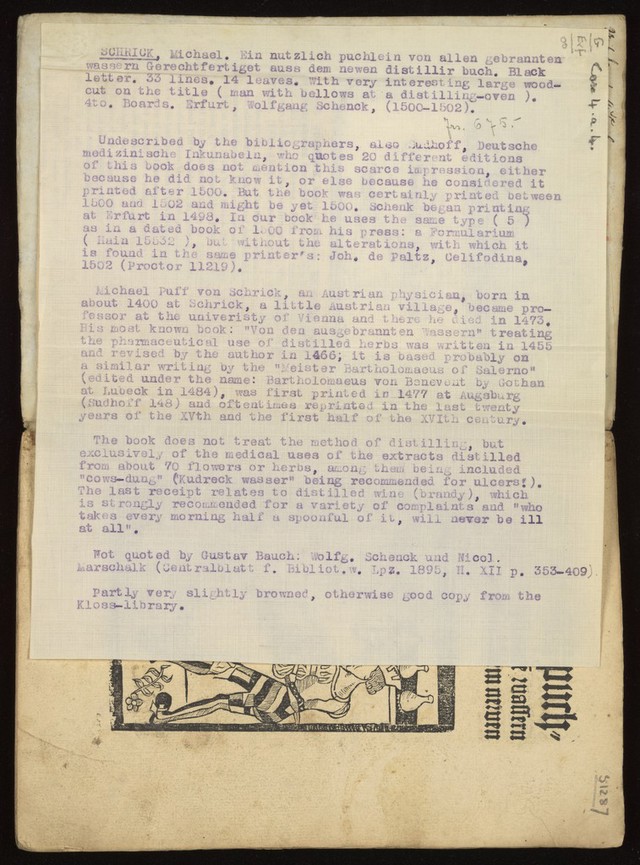 SCHRICK, Michael. Ein nutzlich puchlein von allen gebrannten
wassern Gerechtfertiget auss dem newen distillir buch. Black
letter. 33 lines. 14 leaves. with very interesting large wood-
cut on the title ( man with bellows at a distilling-oven ).
4to. Boards. Erfurt, Wolfgang Schenck, (1500-1502).
675.-
Undescribed by the bibliographers, also Sudhoff, Deutsche
medizinische Inkunabeln, who quotes 20 different editions
of this book does not mention this scarce impression, either
because he did not know it, or else because he considered it
printed after 1500. But the book was certainly printed between
1500 and 1502 and might be yet 1500. Schenk began printing
at Erfurt in 1498. In our book he uses the same type ( 5 )
as in a dated book of 1500 from his press: a Formularium
( Hain 15532 ), but without the alterations, with which it
is found in the same printer's: Joh. de Paltz, Celifodina,
1502 (Proctor 11219).
Michael Puff von Schrick, an Austrian physician, born in
about 1400 at Schrick, a little Austrian village, became pro-
fessor at the univeristy of Vienna and there he died in 1473.
His most known book: "Von den ausgebrannten Wassern" treating
the pharmaceutical use of distilled herbs was written in 1455
and revised by the author in 1466; it is based probably on
a similar writing by the "Meister Bartholomaeus of Salerno"
(edited under the name: Bartholomaeus von Benevent by Gothan
at Lubeck in 1484), was first printed in 1477 at Augsburg
(Sudhoff 148) and oftentimes reprinted in the last twenty
years of the XVth and the first half of the XVIth century.
The book does not treat the method of distilling, but
exclusively of the medical uses of the extracts distilled
from about 70 flowers or herbs, among them being included
"cows-dung" (Kudreck wasser" being recommended for ulcers!).
The last receipt relates to distilled wine (brandy), which
is strongly recommended for a variety of complaints and "who
takes every morning half a spoonful of it, will never be ill
at all".
Not quoted by Gustav Bauch: Wolfg. Schenck und Nicol.
Marschalk (Centralblatt f. Bibliot.w. Lpz. 1895, H. XII p. 353-409)
Partly very slightly browned, otherwise good copy from the
Kloss-library.
Case 4.a.4.
51287